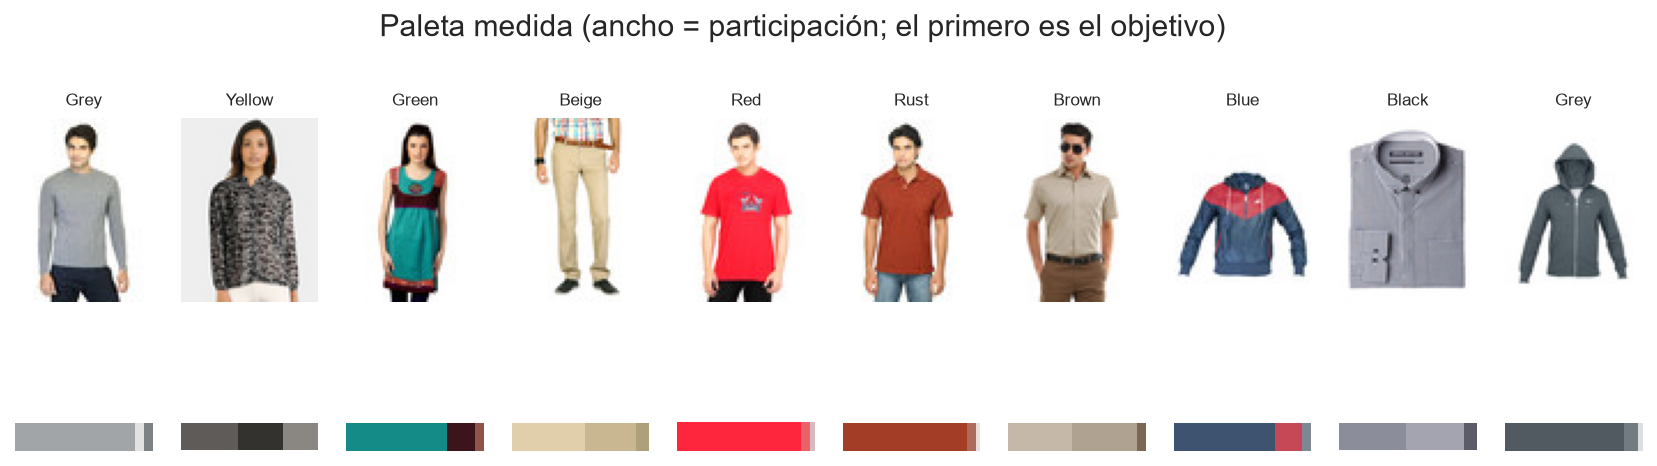 Paleta medida (ancho = participación; el primero es el objetivo)
Grey
Yellow
Green
Beige
Red
Rust
Brown
Blue
Black
Grey